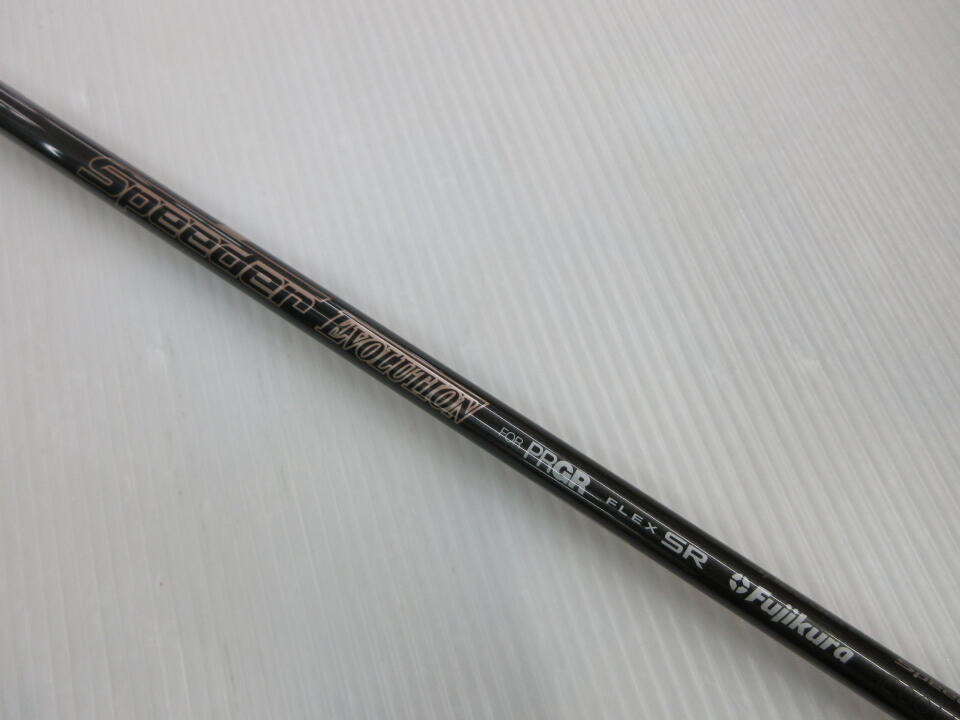 Speeder EVOLUTION FOR PRGR FLEX SR Fujikura